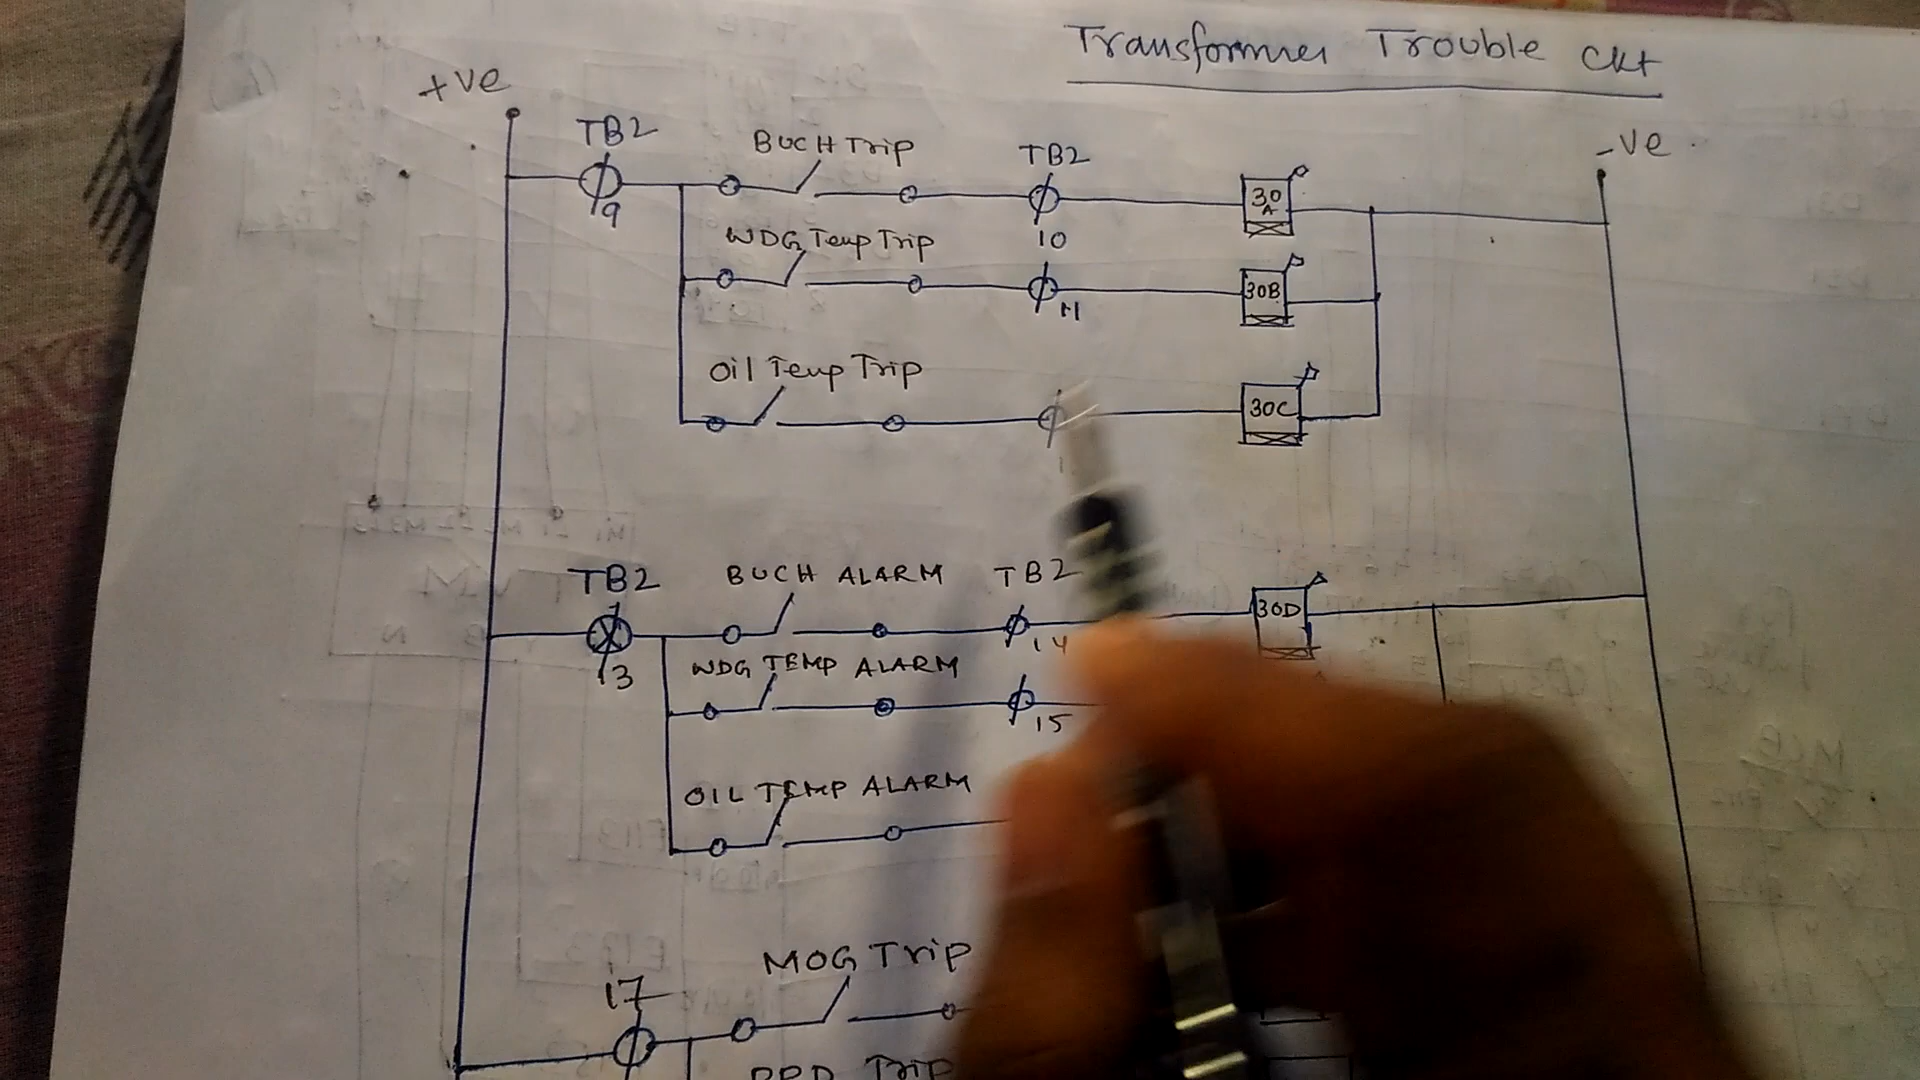 Transformer Trouble Ckt
+ve
-ve
TB2
BUCH Trip
TB2
9
10
30
A
WDG Temp Trip
11
30B
Oil Temp Trip
30C
TB2
BUCH ALARM
TB2
13
14
30D
WDG TEMP ALARM
15
OIL TEMP ALARM
MOG Trip
17
PRD Trip